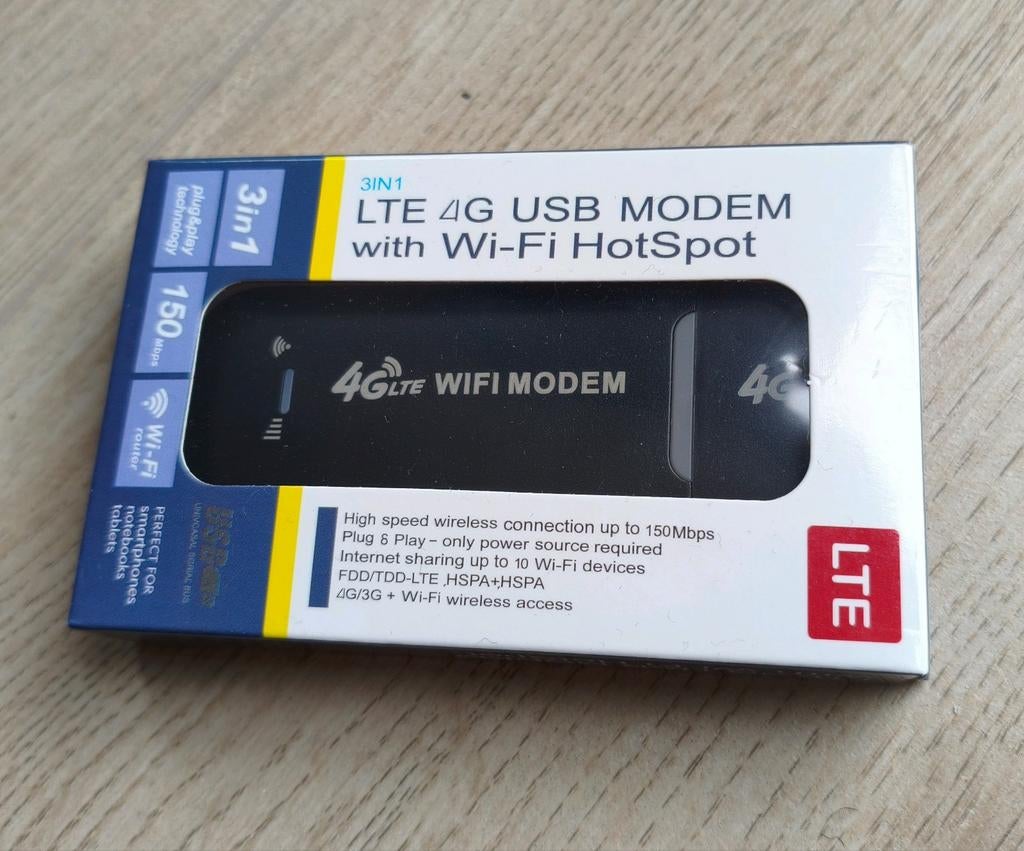 3IN1
LTE 4G USB MODEM
with Wi-Fi HotSpot
3in1
plug&play
technology
150 Mbps
Wi-Fi
router
4G LTE WIFI MODEM
4G
High speed wireless connection up to 150Mbps
Plug & Play – only power source required
Internet sharing up to 10 Wi-Fi devices
FDD/TDD-LTE ,HSPA+,HSPA
4G/3G + Wi-Fi wireless access
LTE
PERFECT FOR
smartphones
notebooks
tablets